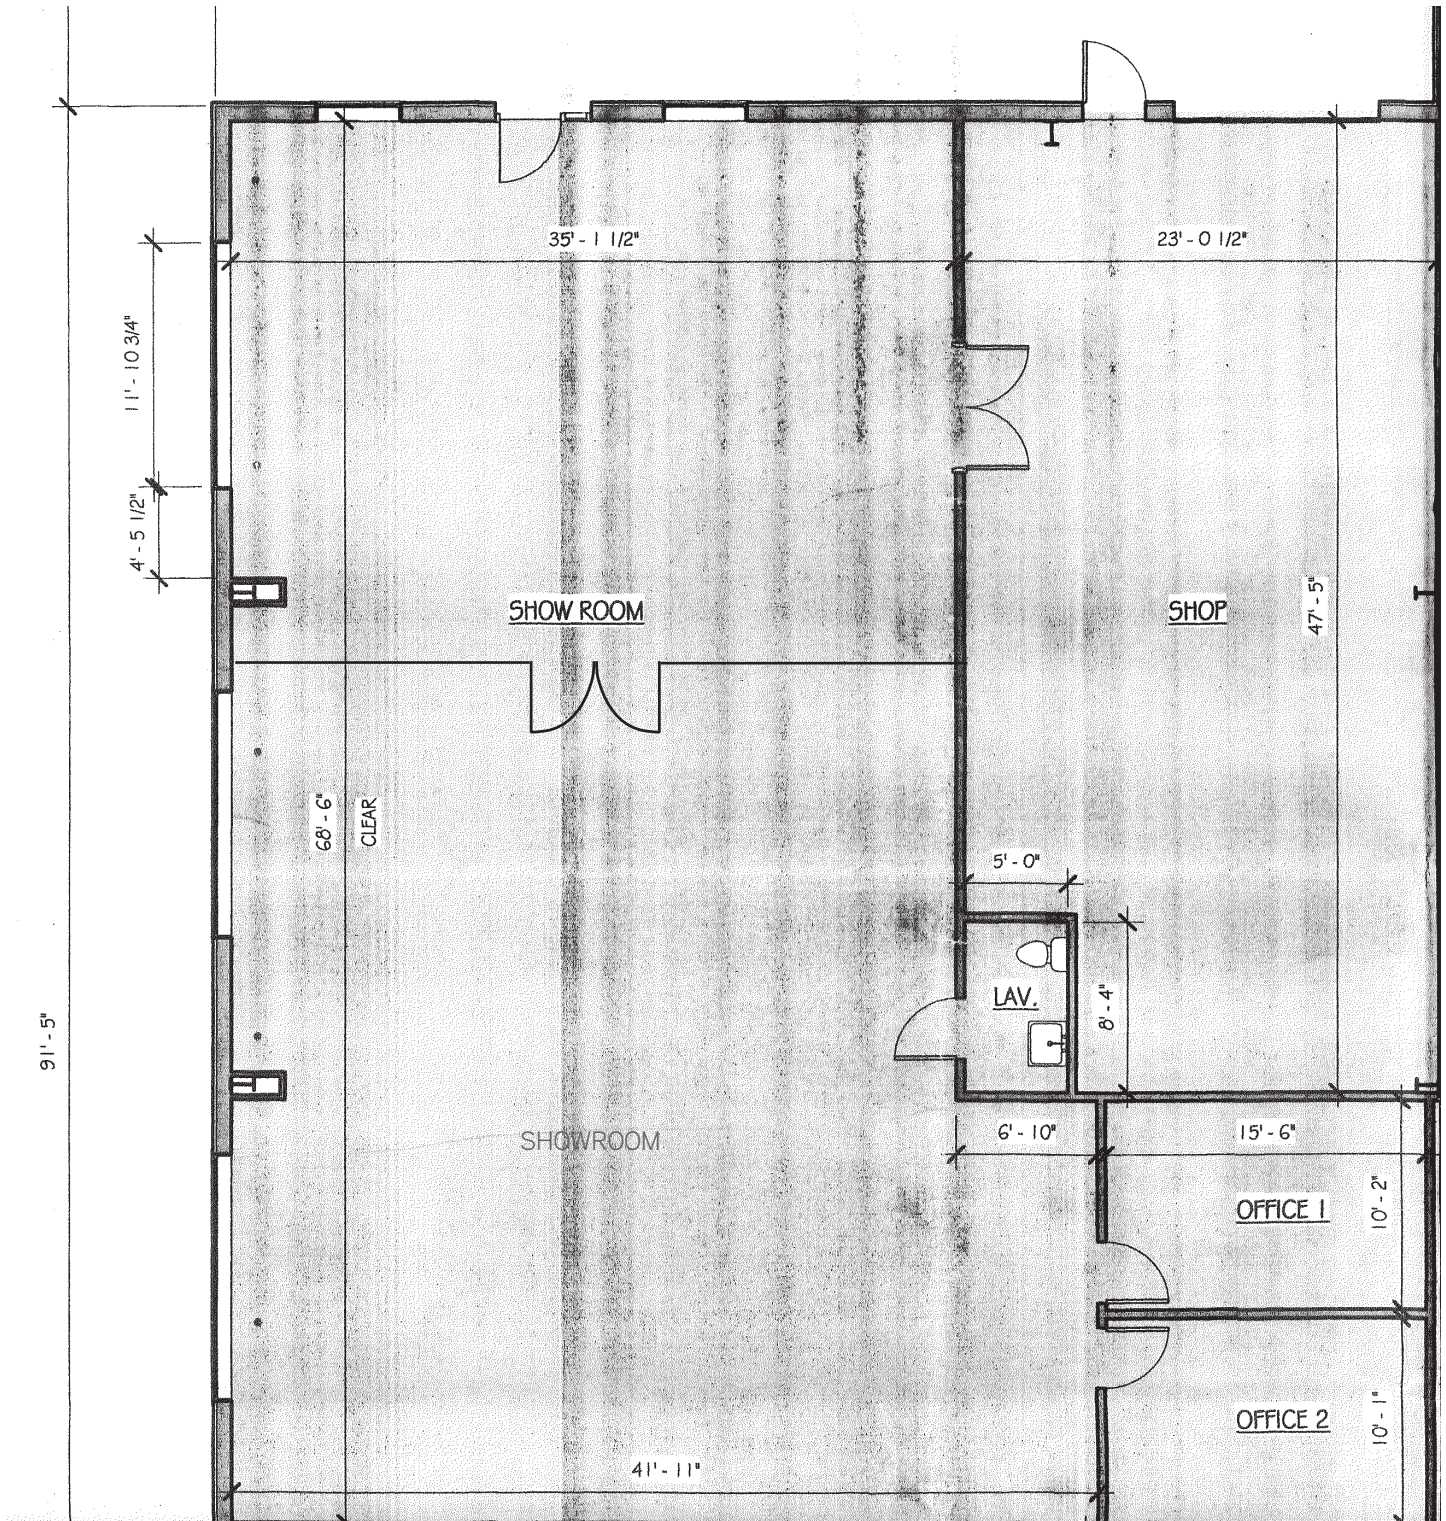 35' - 1 1/2"
23' - 0 1/2"
11' - 10 3/4"
4' - 5 1/2"
SHOW ROOM
SHOP
47' - 5"
68' - 6"
CLEAR
5' - 0"
LAV.
8' - 4"
91' - 5"
SHOWROOM
6' - 10"
15' - 6"
OFFICE 1
10' - 2"
OFFICE 2
10' - 1"
41' - 11"